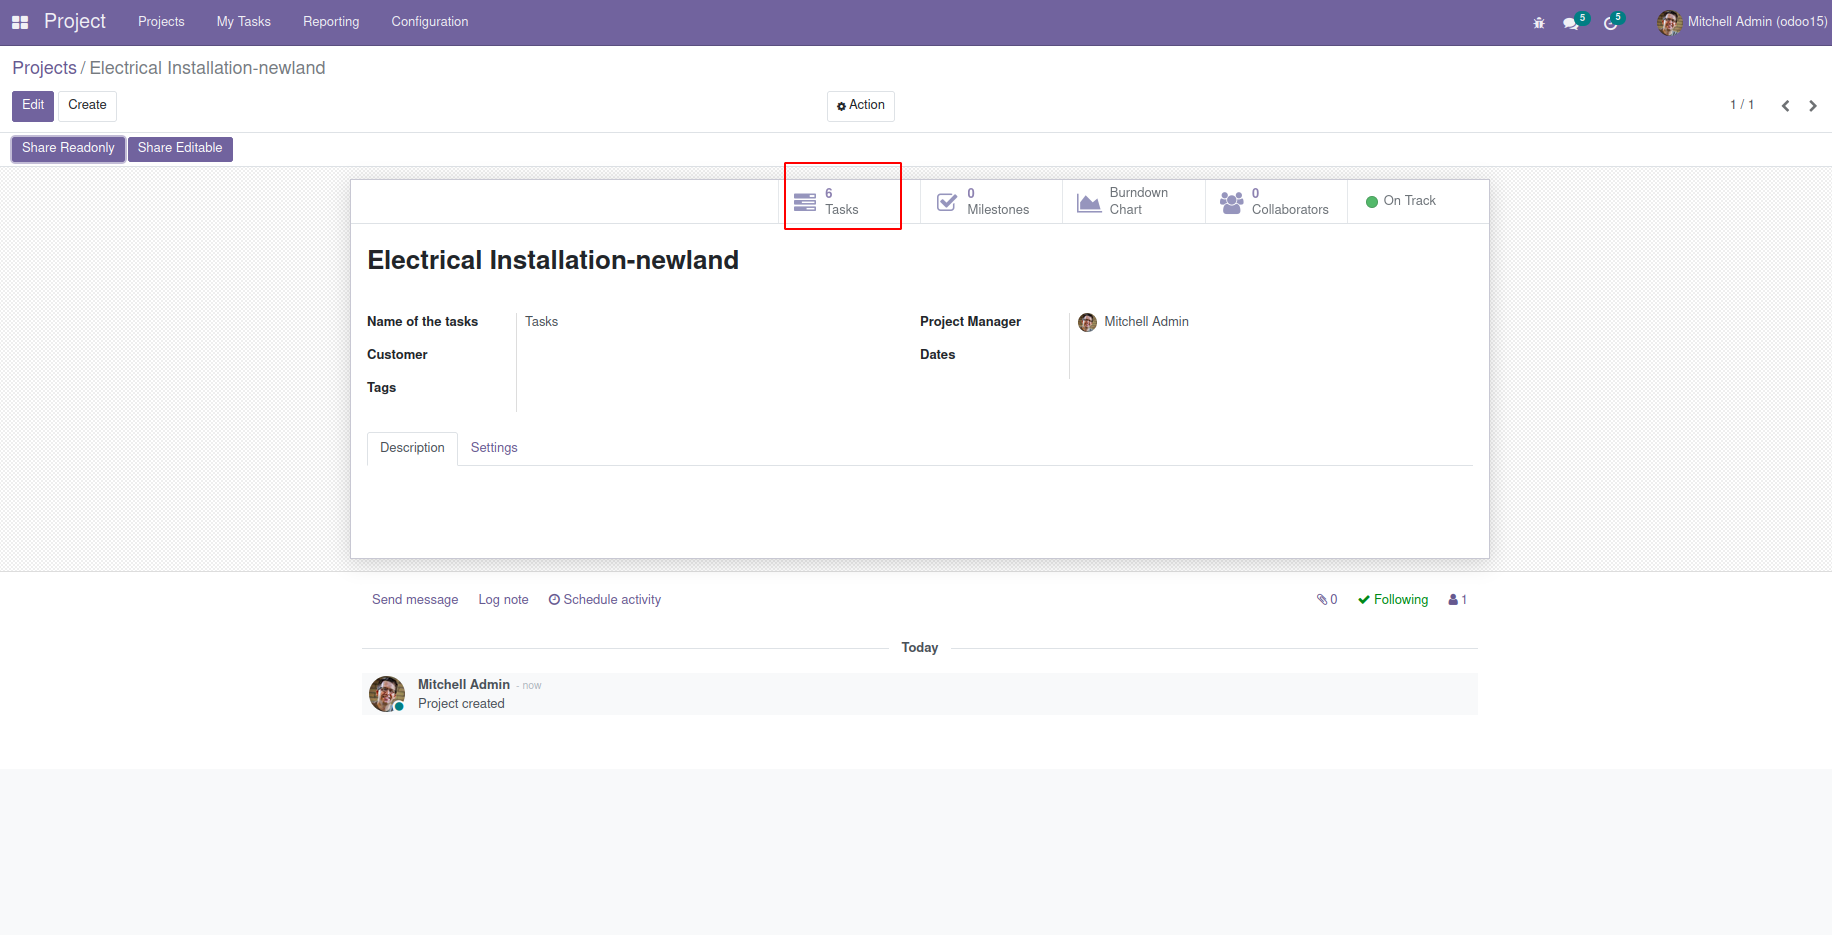 Project Projects My Tasks Reporting Configuration 5 5 Mitchell Admin (odoo15)
Projects / Electrical Installation-newland
Edit Create Action 1 / 1
Share Readonly Share Editable
6 Tasks
0 Milestones
Burndown Chart
0 Collaborators
On Track
Electrical Installation-newland
Name of the tasks Tasks
Customer
Tags
Project Manager Mitchell Admin
Dates
Description Settings
Send message Log note Schedule activity 0 Following 1
Today
Mitchell Admin - now
Project created